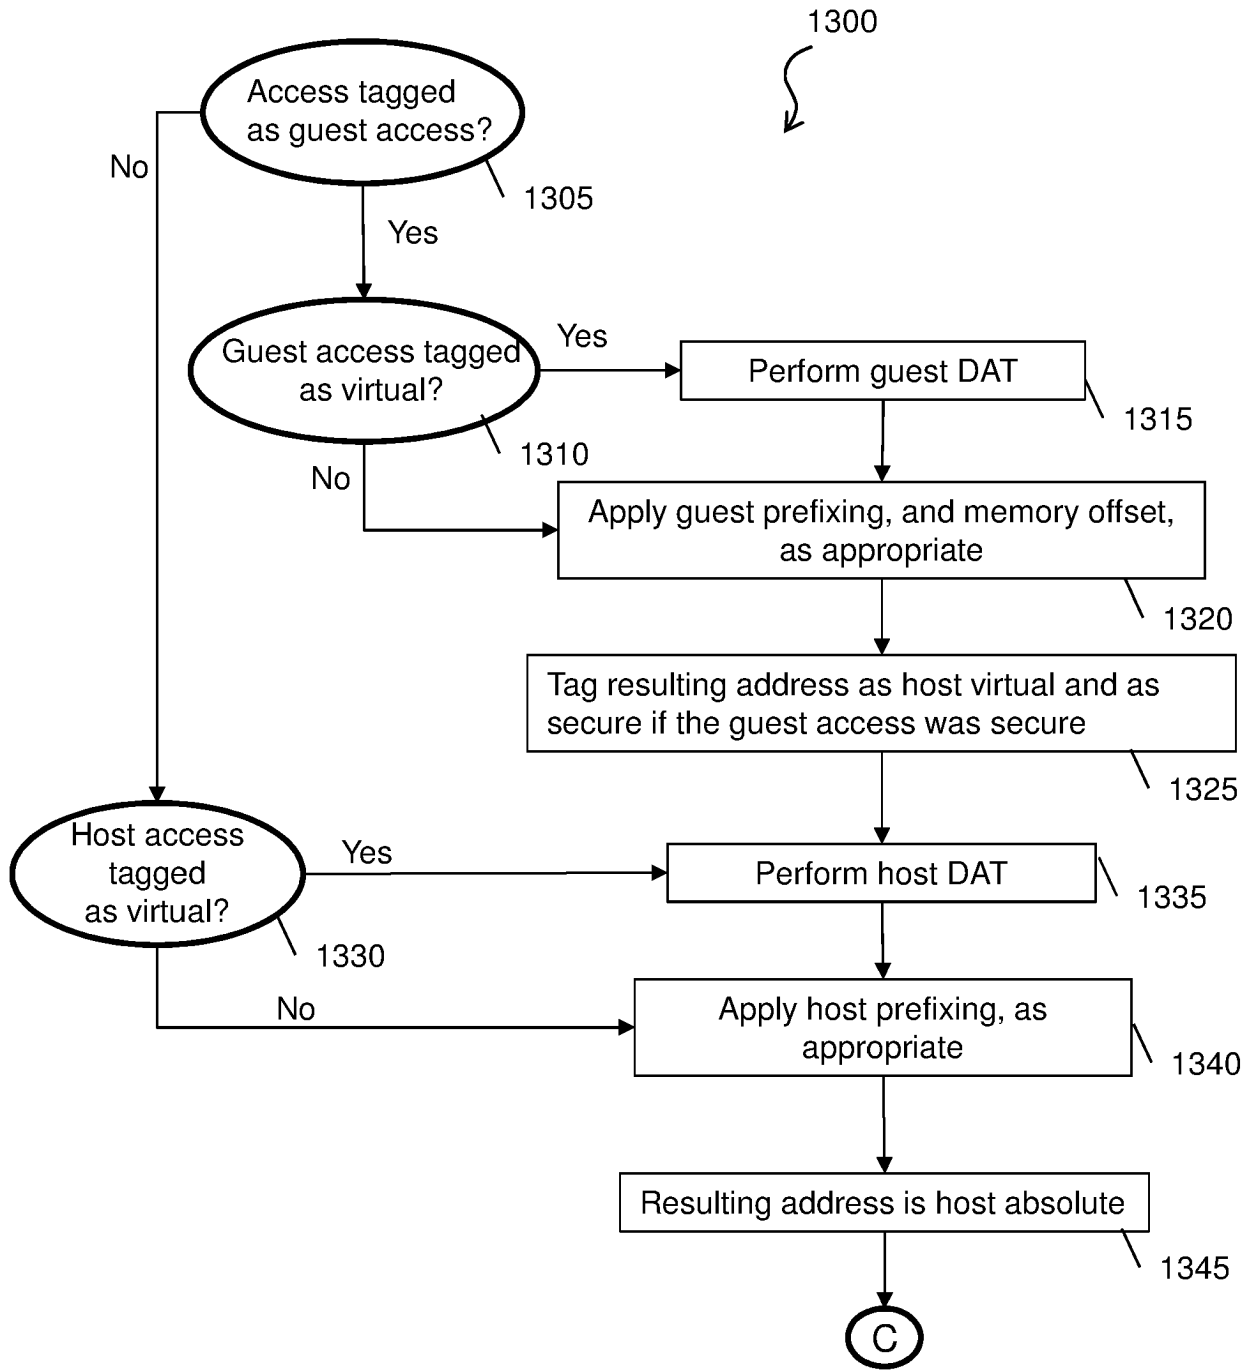 1300
Access tagged
as guest access?
No
1305
Yes
Guest access tagged
as virtual?
Yes
Perform guest DAT
1315
1310
No
Apply guest prefixing, and memory offset,
as appropriate
1320
Tag resulting address as host virtual and as
secure if the guest access was secure
1325
Host access
tagged
as virtual?
Yes
Perform host DAT
1335
1330
No
Apply host prefixing, as
appropriate
1340
Resulting address is host absolute
1345
C